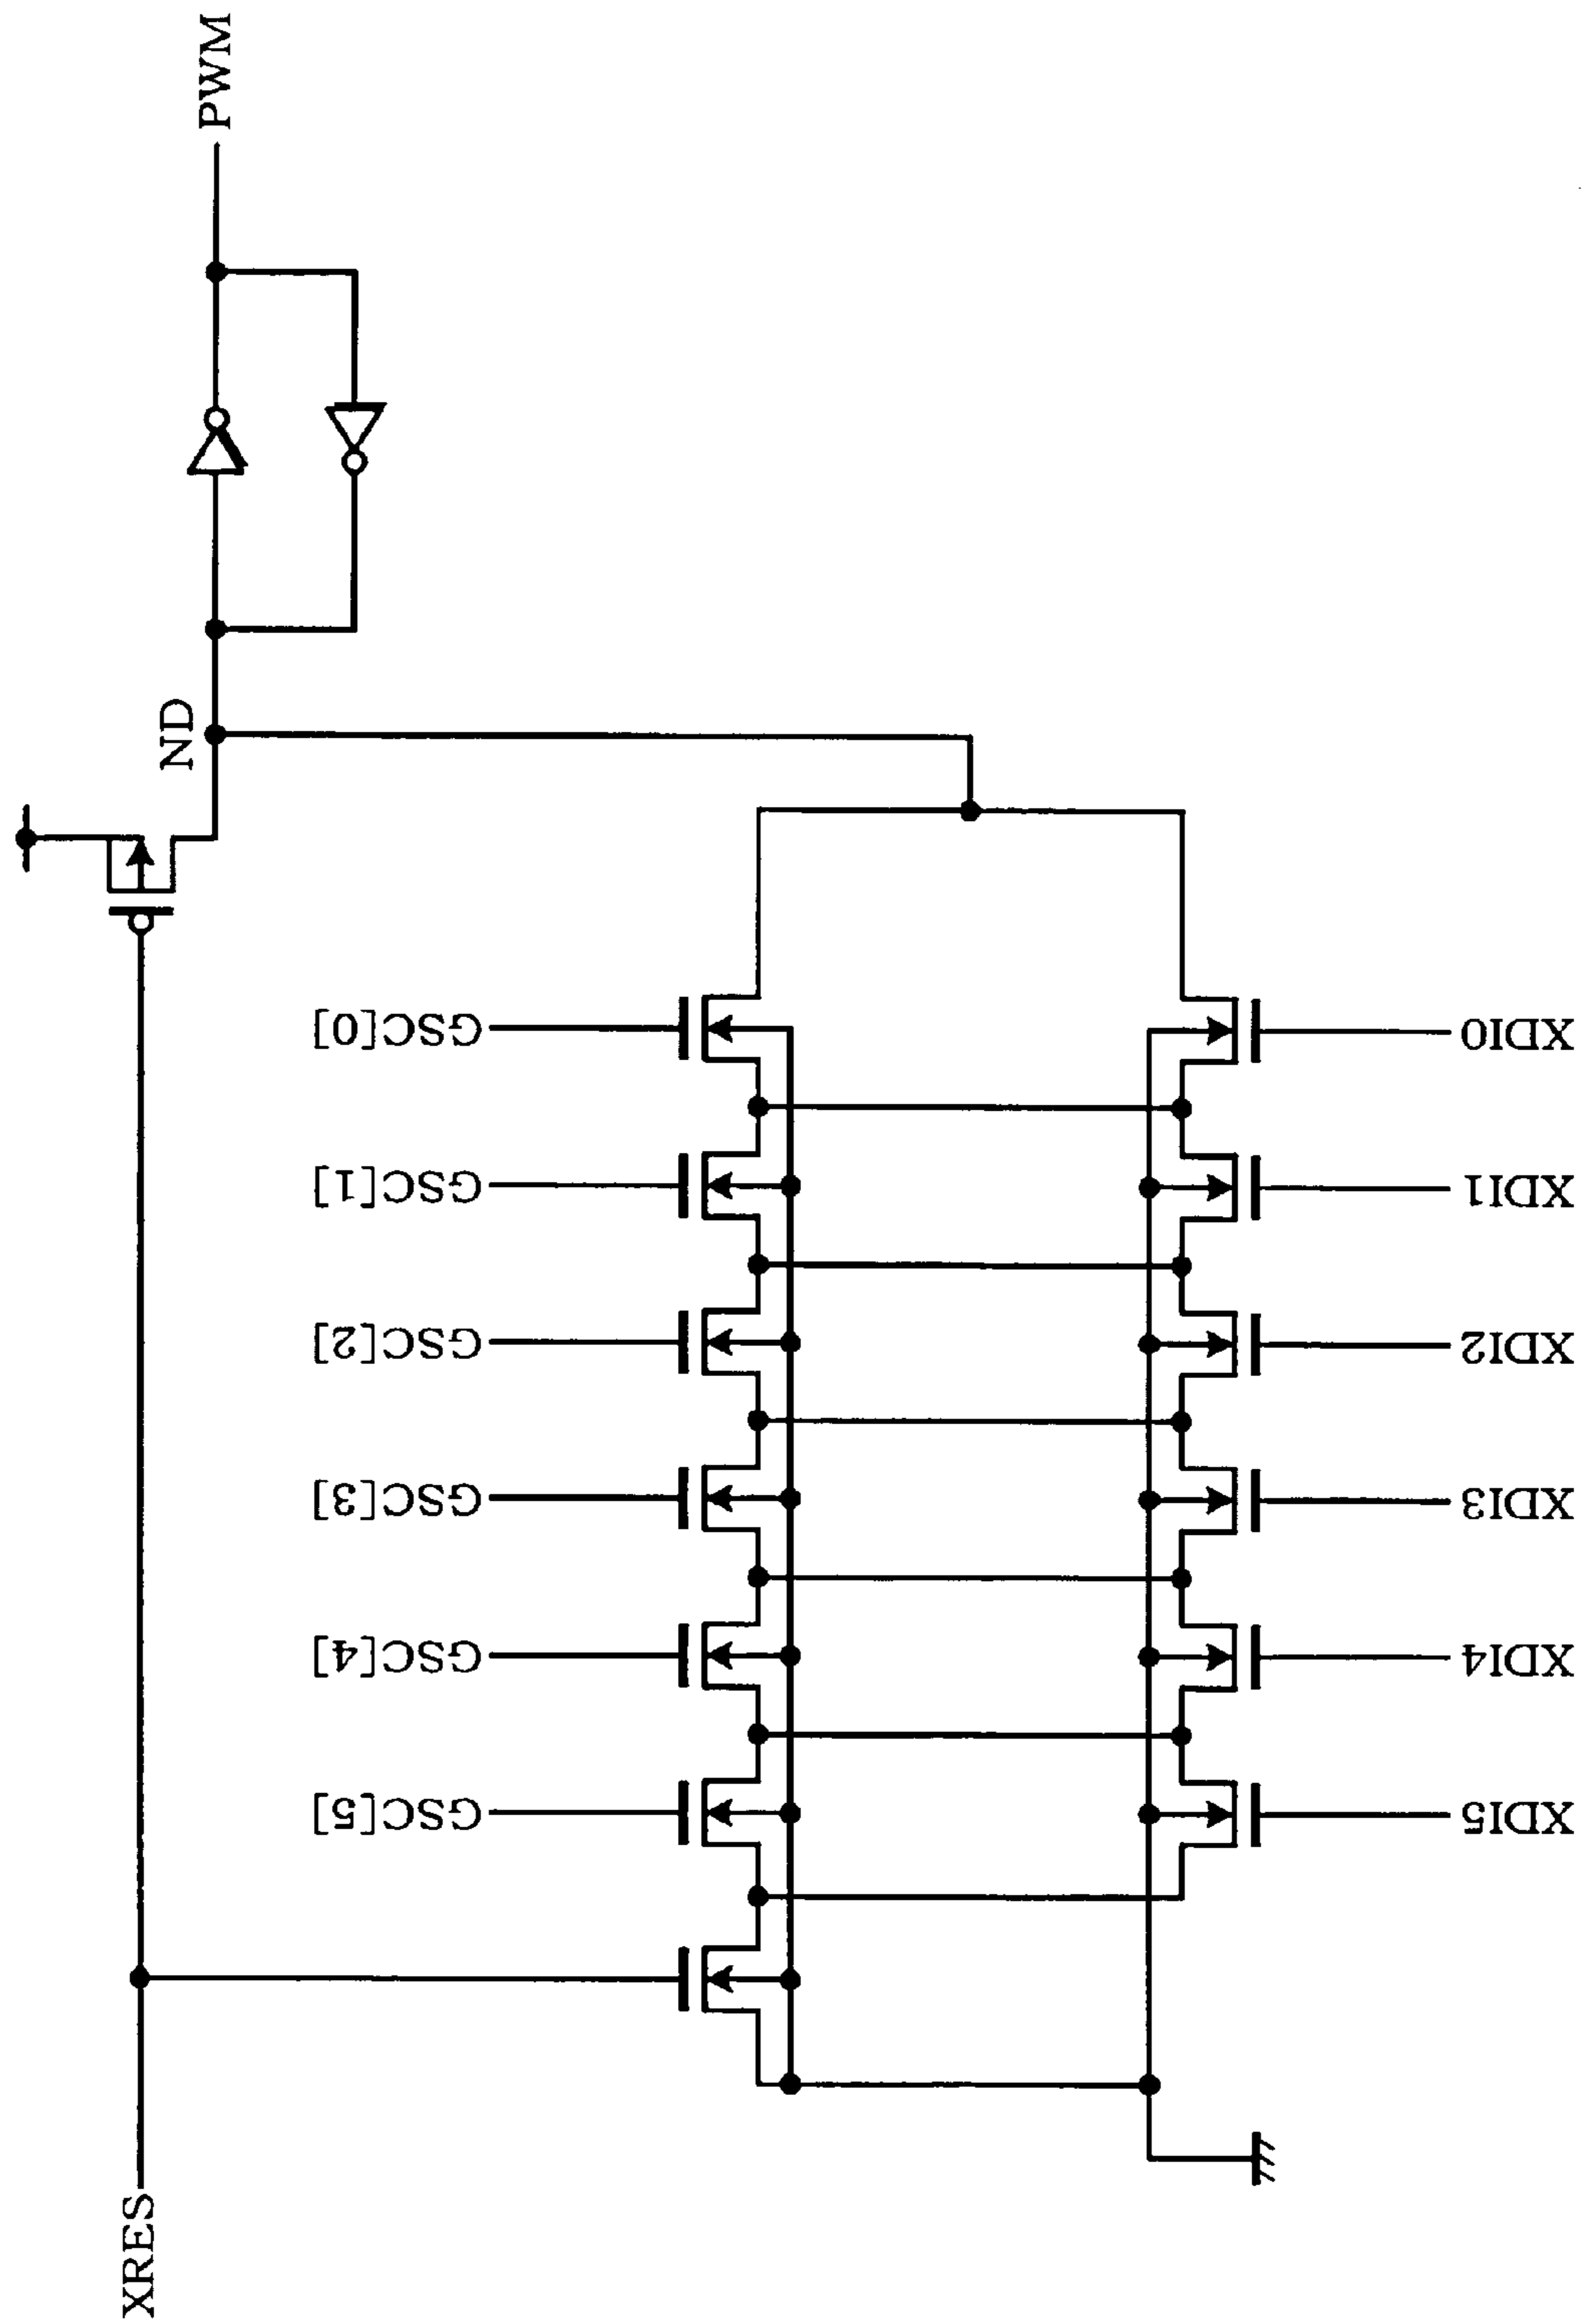 PWM
ND
GSC[0]
GSC[1]
GSC[2]
GSC[3]
GSC[4]
GSC[5]
XDI0
XDI1
XDI2
XDI3
XDI4
XDI5
XRES